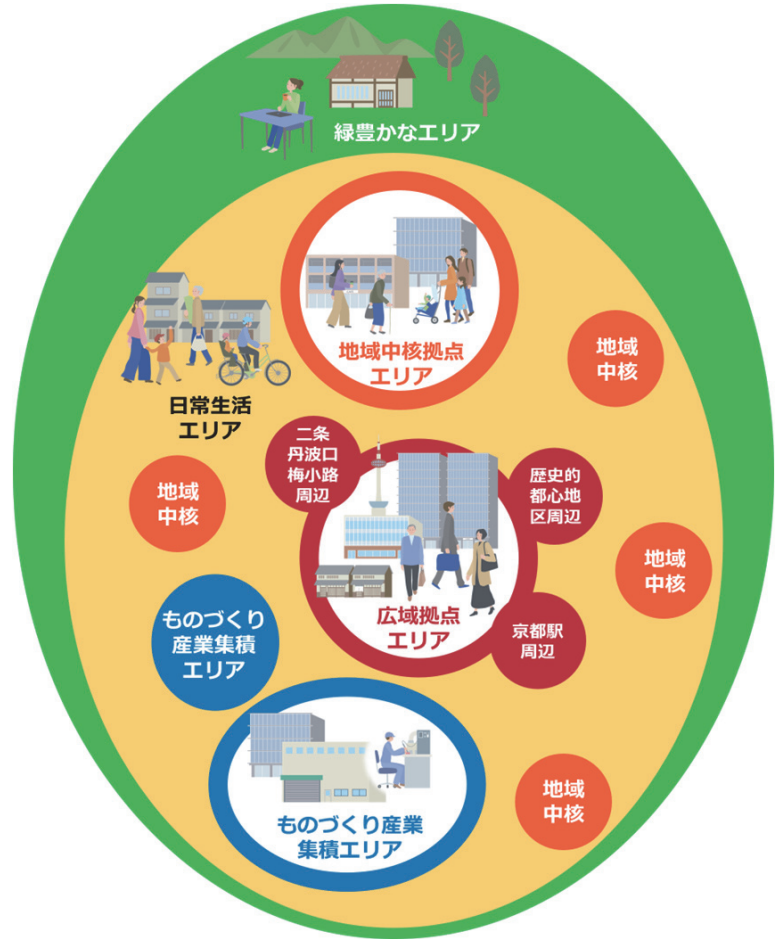 緑豊かなエリア
地域中核拠点
エリア
地域
中核
日常生活
エリア
二条
丹波口
梅小路
周辺
歴史的
都心地
区周辺
地域
中核
広域拠点
エリア
地域
中核
ものづくり
産業集積
エリア
京都駅
周辺
ものづくり産業
集積エリア
地域
中核